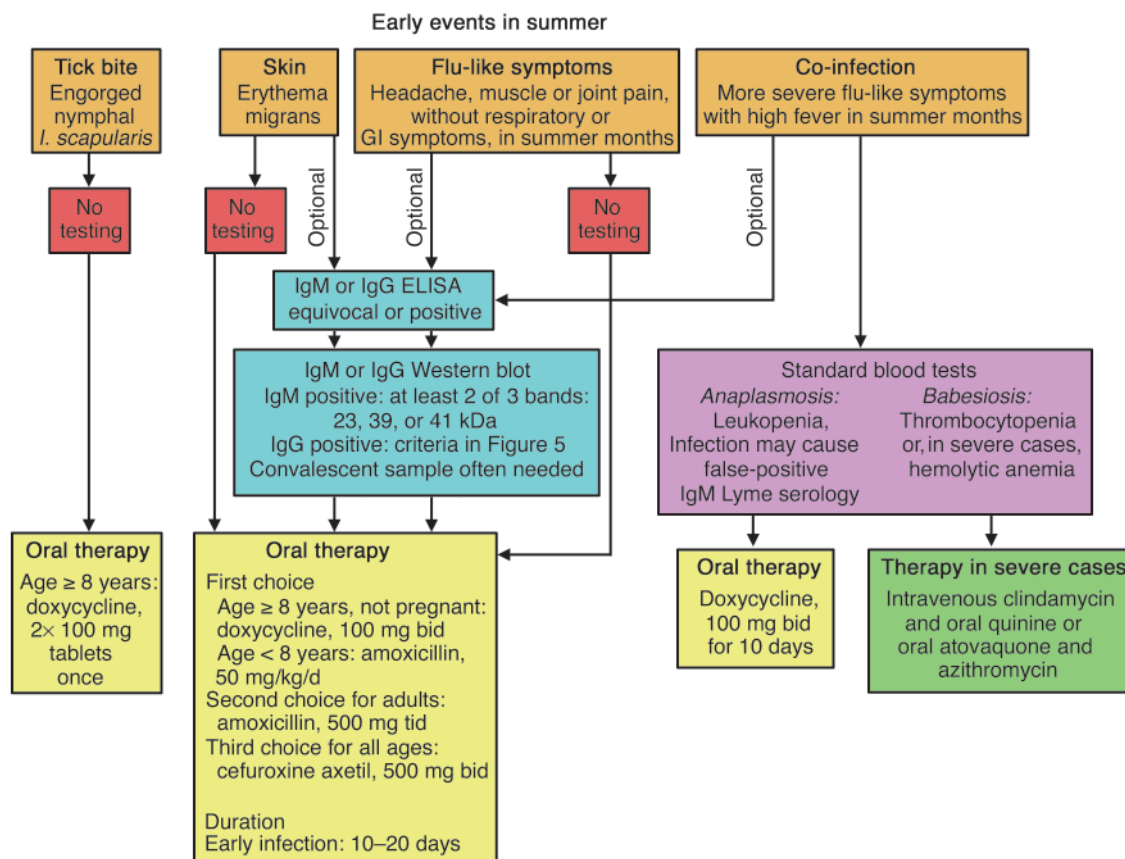 Early events in summer
Tick bite
Engorged
nymphal
I. scapularis
Skin
Erythema
migrans
Flu-like symptoms
Headache, muscle or joint pain,
without respiratory or
GI symptoms, in summer months
Co-infection
More severe flu-like symptoms
with high fever in summer months
No
testing
No
testing
Optional
Optional
No
testing
Optional
IgM or IgG ELISA
equivocal or positive
IgM or IgG Western blot
IgM positive: at least 2 of 3 bands:
23, 39, or 41 kDa
IgG positive: criteria in Figure 5
Convalescent sample often needed
Standard blood tests
Anaplasmosis:
Leukopenia,
Infection may cause
false-positive
IgM Lyme serology
Babesiosis:
Thrombocytopenia
or, in severe cases,
hemolytic anemia
Oral therapy
Age ≥ 8 years:
doxycycline,
2× 100 mg
tablets
once
Oral therapy
First choice
Age ≥ 8 years, not pregnant:
doxycycline, 100 mg bid
Age < 8 years: amoxicillin,
50 mg/kg/d
Second choice for adults:
amoxicillin, 500 mg tid
Third choice for all ages:
cefuroxine axetil, 500 mg bid
Duration
Early infection: 10–20 days
Oral therapy
Doxycycline,
100 mg bid
for 10 days
Therapy in severe cases
Intravenous clindamycin
and oral quinine or
oral atovaquone and
azithromycin